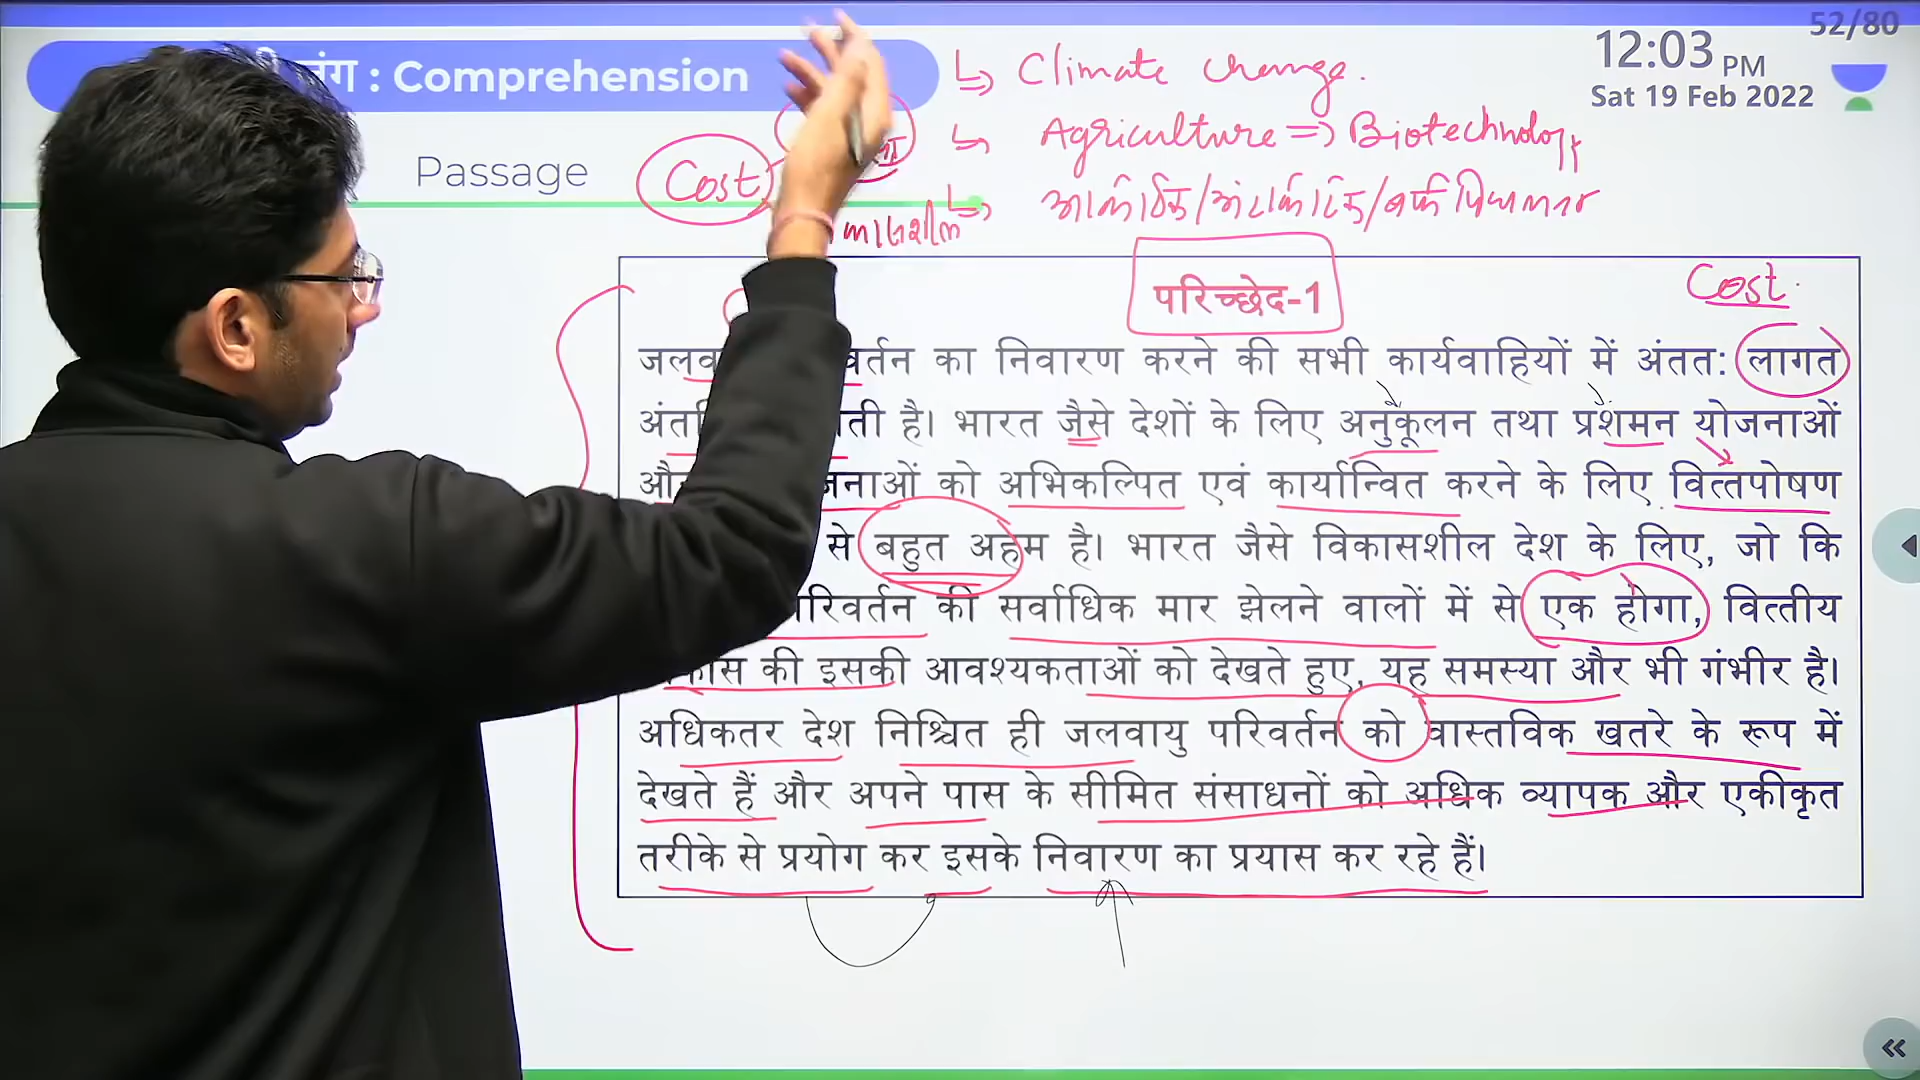 52/80
जंग : Comprehension
Climate change.
12:03 PM
Sat 19 Feb 2022
Agriculture => Biotechnology
Passage
Cost
परिच्छेद-1
Cost.
वर्तन का निवारण करने की सभी कार्यवाहियों में अंतत: लागत
है। भारत जैसे देशों के लिए अनुकूलन तथा प्रशमन योजनाओं
को अभिकल्पित एवं कार्यान्वित करने के लिए वित्तपोषण
से बहुत अहम है। भारत जैसे विकासशील देश के लिए, जो कि
की सर्वाधिक मार झेलने वालों में से एक होगा, वित्तीय
की इसकी आवश्यकताओं को देखते हुए, यह समस्या और भी गंभीर है।
अधिकतर देश निश्चित ही जलवायु परिवर्तन को वास्तविक खतरे के रूप में
देखते हैं और अपने पास के सीमित संसाधनों को अधिक व्यापक और एकीकृत
तरीके से प्रयोग कर इसके निवारण का प्रयास कर रहे हैं।